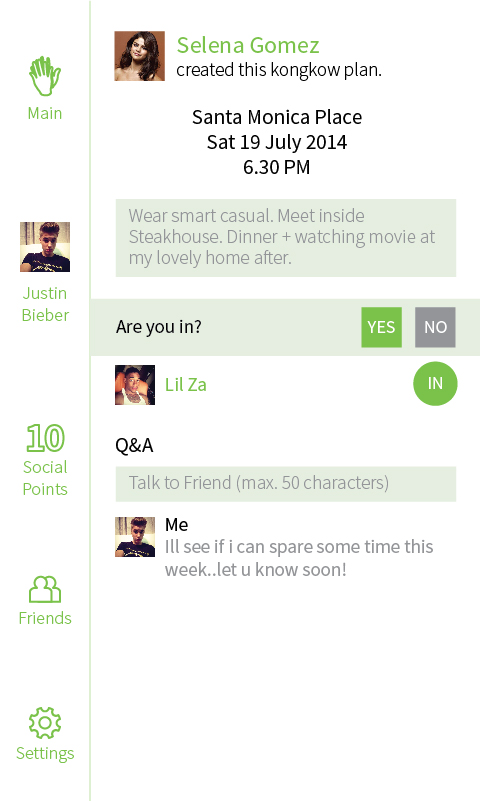 Main
Justin
Bieber
10
Social
Points
Friends
Settings
Selena Gomez
created this kongkow plan.
Santa Monica Place
Sat 19 July 2014
6.30 PM
Wear smart casual. Meet inside
Steakhouse. Dinner + watching movie at
my lovely home after.
Are you in?
YES
NO
Lil Za
IN
Q&A
Talk to Friend (max. 50 characters)
Me
Ill see if i can spare some time this
week..let u know soon!